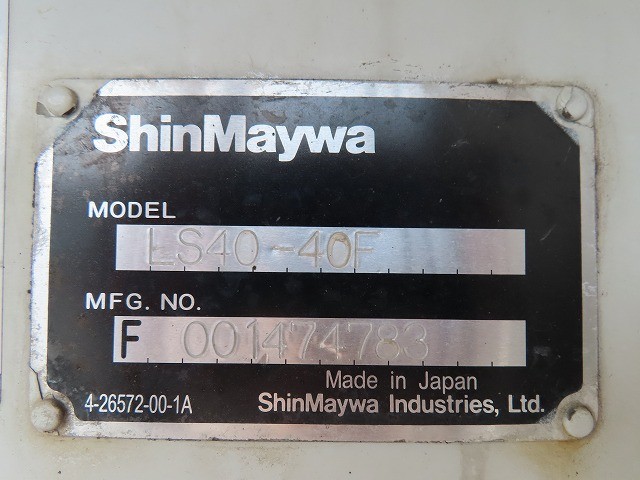 ShinMaywa
MODEL
LS40-40F
MFG. NO.
F 001474783
Made in Japan
4-26572-00-1A ShinMaywa Industries, Ltd.